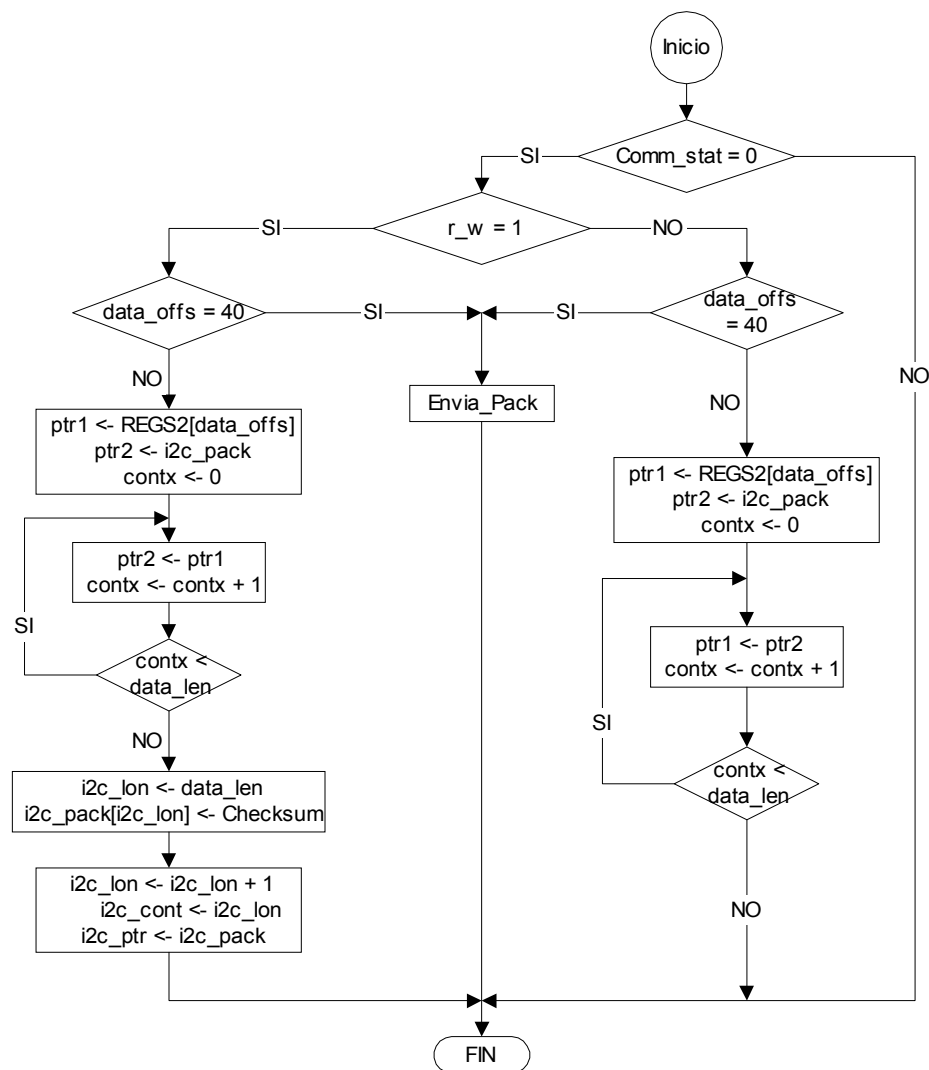 Inicio
Comm_stat = 0
SI
NO
r_w = 1
SI
NO
data_offs = 40
SI
NO
data_offs
= 40
SI
NO
Envia_Pack
ptr1 <- REGS2[data_offs]
ptr2 <- i2c_pack
contx <- 0
ptr2 <- ptr1
contx <- contx + 1
SI
contx <
data_len
NO
i2c_lon <- data_len
i2c_pack[i2c_lon] <- Checksum
i2c_lon <- i2c_lon + 1
i2c_cont <- i2c_lon
i2c_ptr <- i2c_pack
ptr1 <- REGS2[data_offs]
ptr2 <- i2c_pack
contx <- 0
ptr1 <- ptr2
contx <- contx + 1
SI
contx <
data_len
NO
FIN